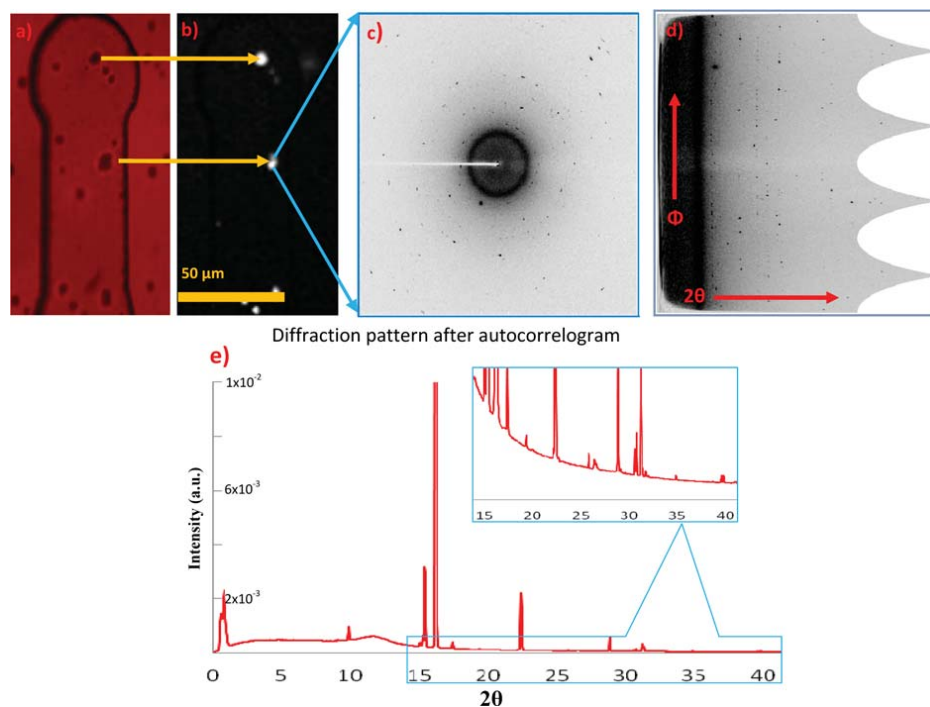 a)
b)
c)
d)
50 μm
Φ
2θ
Diffraction pattern after autocorrelogram
e)
1x10⁻²
6x10⁻³
2x10⁻³
Intensity (a.u.)
15 20 25 30 35 40
0 5 10 15 20 25 30 35 40
2θ